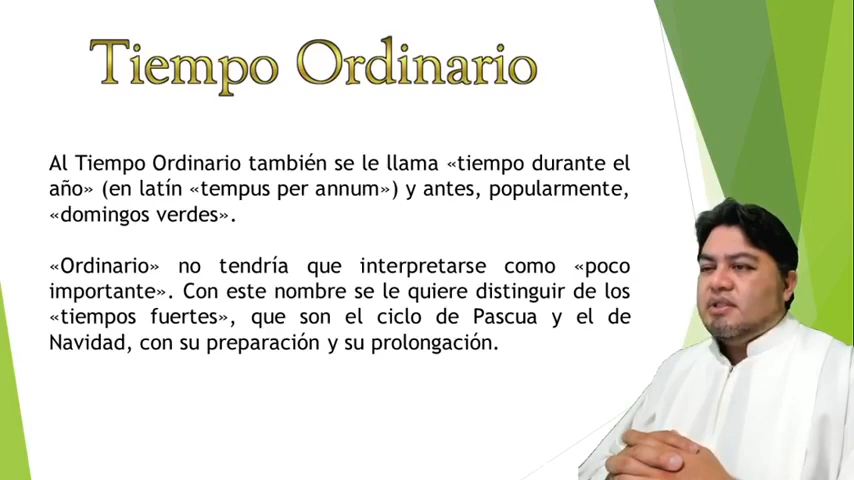 Tiempo Ordinario
Al Tiempo Ordinario también se le llama «tiempo durante el
año» (en latín «tempus per annum») y antes, popularmente,
«domingos verdes».
«Ordinario» no tendría que interpretarse como «poco
importante». Con este nombre se le quiere distinguir de los
«tiempos fuertes», que son el ciclo de Pascua y el de
Navidad, con su preparación y su prolongación.